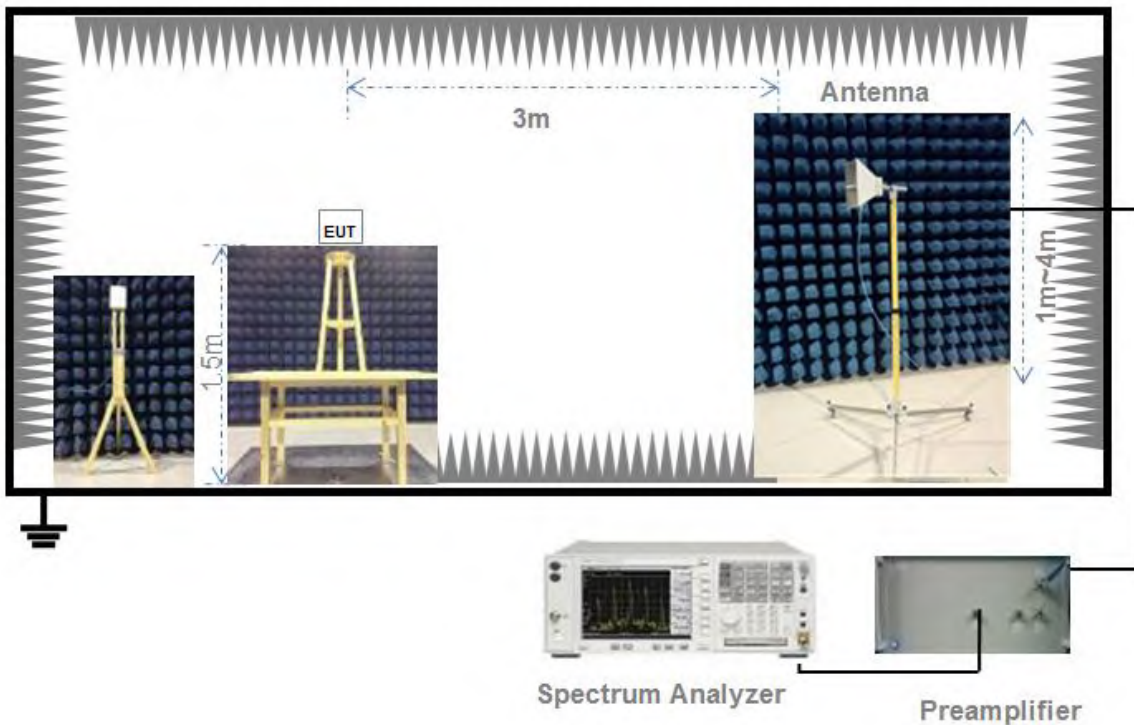 Antenna
3m
EUT
1.5m
1m~4m
Spectrum Analyzer
Preamplifier